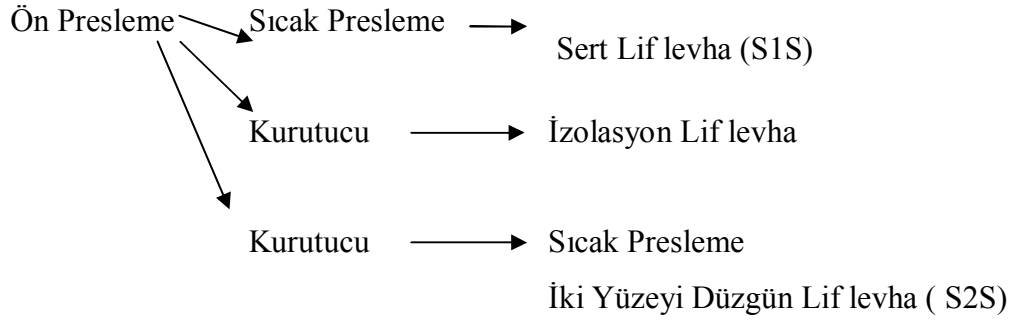 Ön Presleme Sıcak Presleme
Sert Lif levha (S1S)
Kurutucu İzolasyon Lif levha
Kurutucu Sıcak Presleme
İki Yüzeyi Düzgün Lif levha ( S2S)